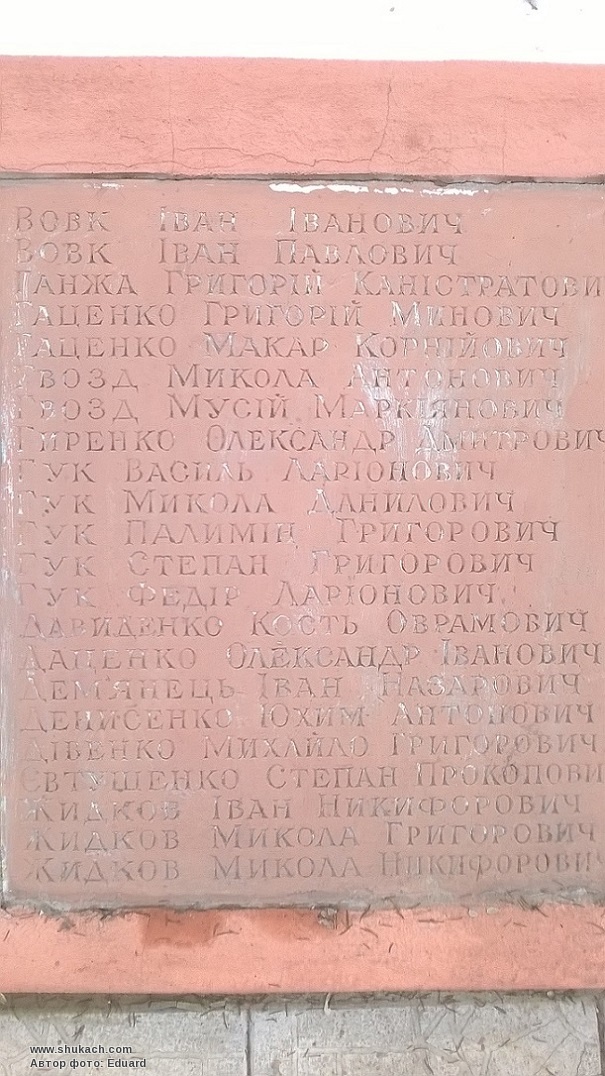 Вовк Іван Іванович
Вовк Іван Павлович
Ганжа Григорій Каністратови
Гаценко Григорій Минович
Гаценко Макар Корнійович
Гвозд Микола Антонович
Гвозд Мусій Маркіянович
Гиренко Олександр Дмитрович
Гук Василь Ларіонович
Гук Микола Данилович
Гук Палимін Григорович
Гук Степан Григорович
Гук Федір Ларіонович
Давиденко Кость Оврамович
Даценко Олександр Іванович
Дем'янець Іван Назарович
Денисенко Юхим Антонович
Дівенко Михайло Григорович
Євтушенко Степан Прокопови
Жидков Іван Никифорович
Жидков Микола Григорович
Жидков Микола Никифорович
www.shukach.com
Автор фото: Eduard